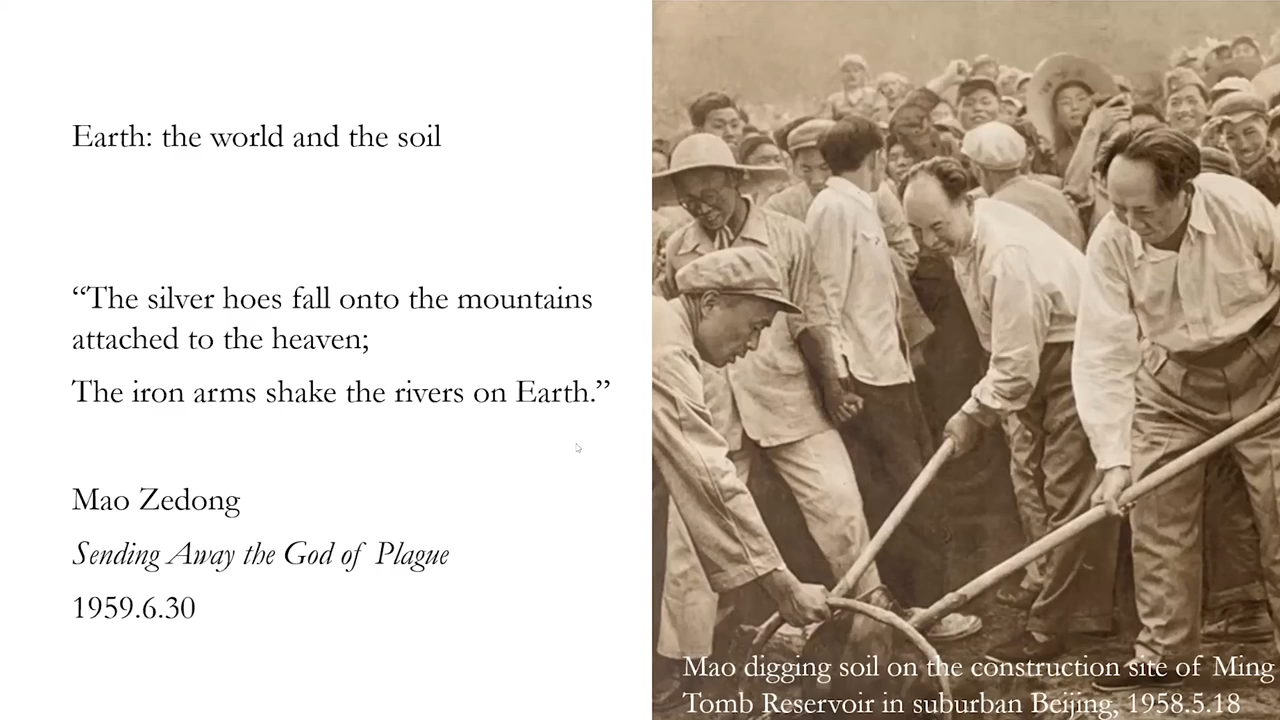 Earth: the world and the soil
“The silver hoes fall onto the mountains
attached to the heaven;
The iron arms shake the rivers on Earth.”
Mao Zedong
Sending Away the God of Plague
1959.6.30
Mao digging soil on the construction site of Ming
Tomb Reservoir in suburban Beijing, 1958.5.18